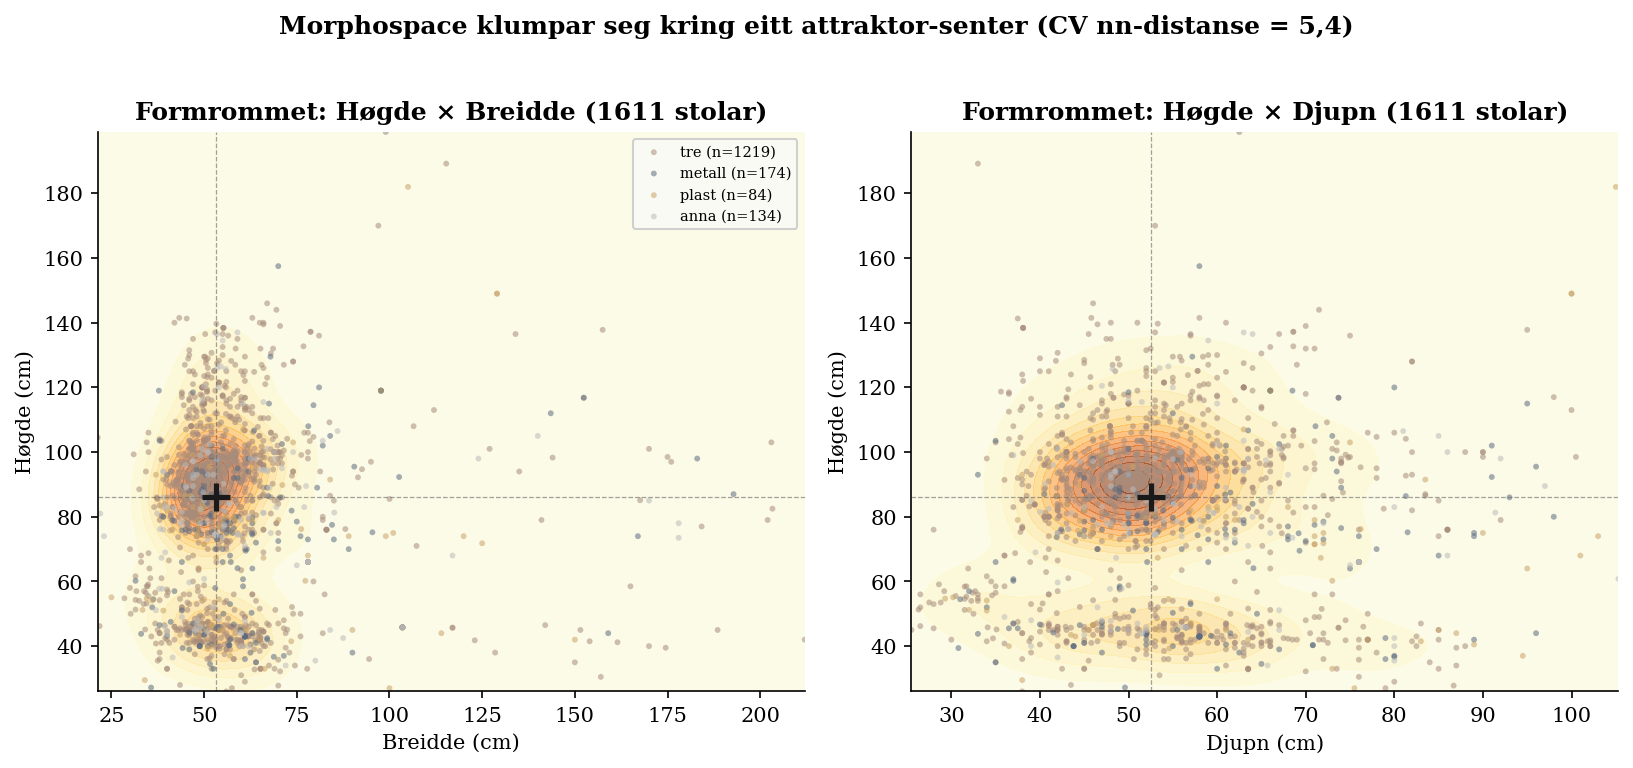 Morphospace klumpar seg kring eitt attraktor-senter (CV nn-distanse = 5,4)
Formrommet: Høgde × Breidde (1611 stolar)
tre (n=1219)
metall (n=174)
plast (n=84)
anna (n=134)
180
160
140
120
100
80
60
40
Høgde (cm)
25 50 75 100 125 150 175 200
Breidde (cm)
Formrommet: Høgde × Djupn (1611 stolar)
180
160
140
120
100
80
60
40
Høgde (cm)
30 40 50 60 70 80 90 100
Djupn (cm)